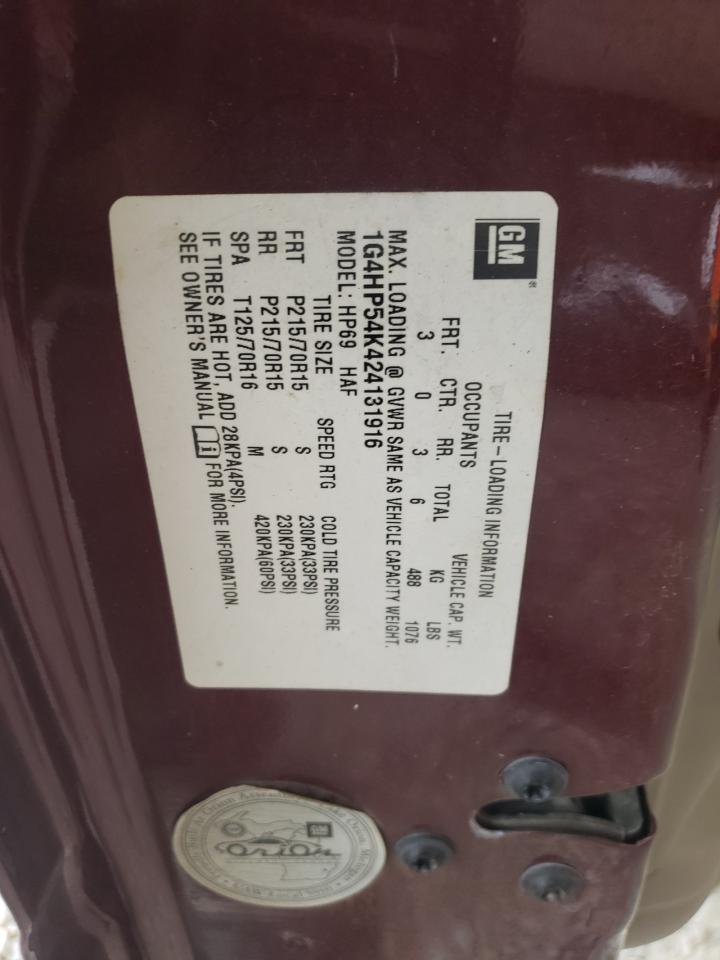 GM
TIRE-LOADING INFORMATION
OCCUPANTS VEHICLE CAP. WT.
FRT. CTR. RR. TOTAL KG LBS
3 0 3 6 488 1076
MAX. LOADING @ GVWR SAME AS VEHICLE CAPACITY WEIGHT.
1G4HP54K424131916
MODEL: HP69 HAF
TIRE SIZE SPEED RTG COLD TIRE PRESSURE
FRT P215/70R15 S 230KPA(33PSI)
RR P215/70R15 S 230KPA(33PSI)
SPA T125/70R16 M 420KPA(60PSI)
IF TIRES ARE HOT, ADD 28KPA(4PSI).
SEE OWNER'S MANUAL FOR MORE INFORMATION.
GM
Orion